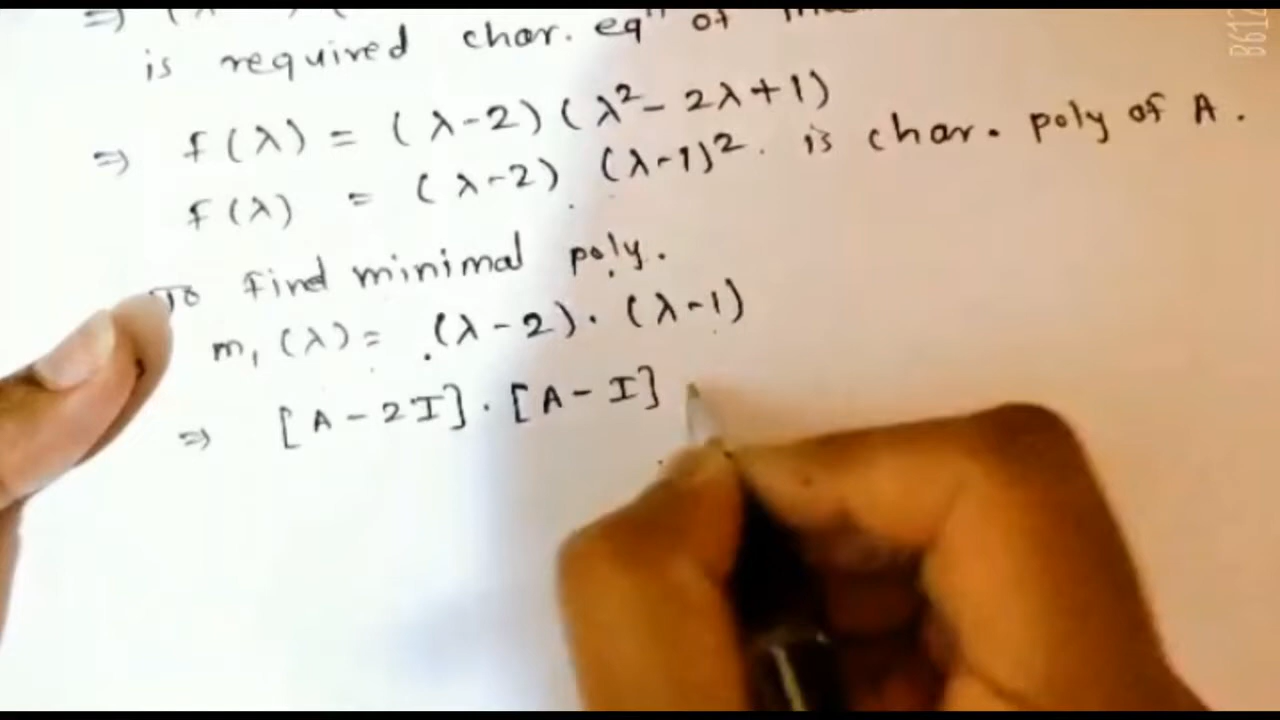 is required char. eqⁿ of
⇒ f(λ) = (λ-2)(λ²- 2λ+1)
f(λ) = (λ-2) (λ-1)². is char. poly of A.
To find minimal poly.
m₁(λ) = (λ-2)·(λ-1)
⇒ [A-2I]·[A-I]
B612